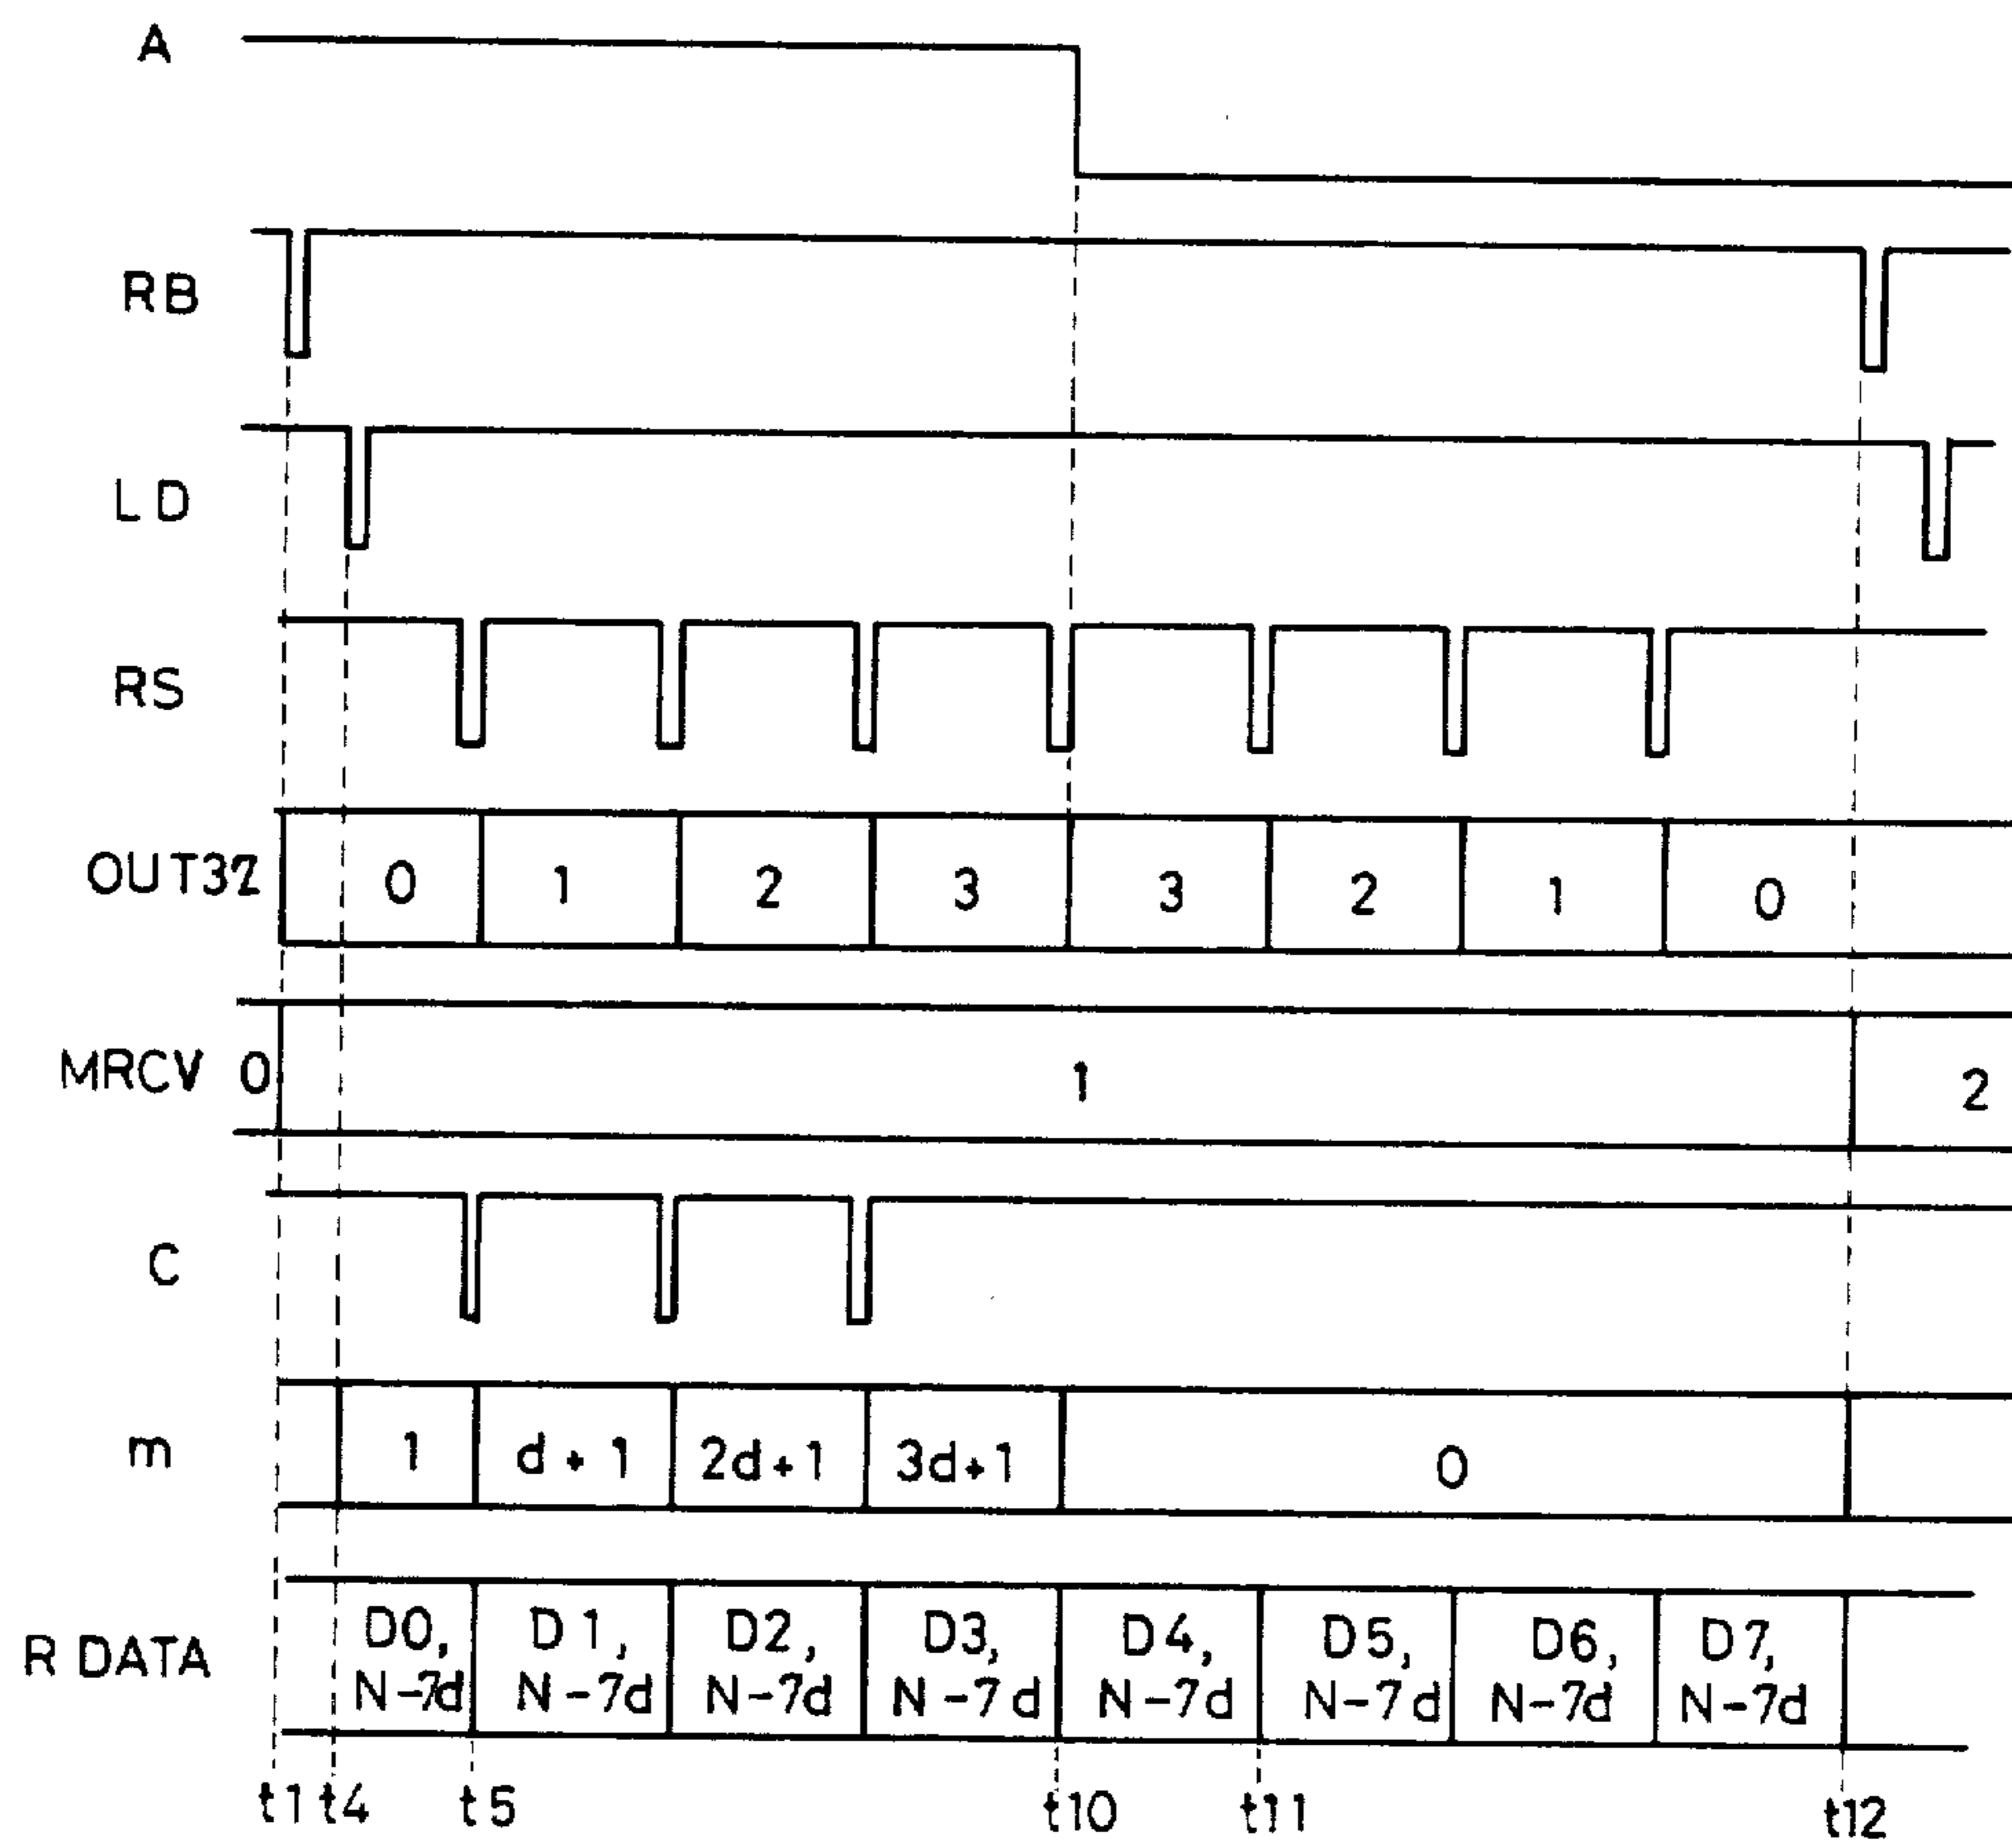 A
RB
LD
RS
OUT32 0 1 2 3 3 2 1 0
MRCV 0 1 2
C
m 1 d+1 2d+1 3d+1 0
R DATA D0, N-7d D1, N-7d D2, N-7d D3, N-7d D4, N-7d D5, N-7d D6, N-7d D7, N-7d
t1 t4 t5 t10 t11 t12